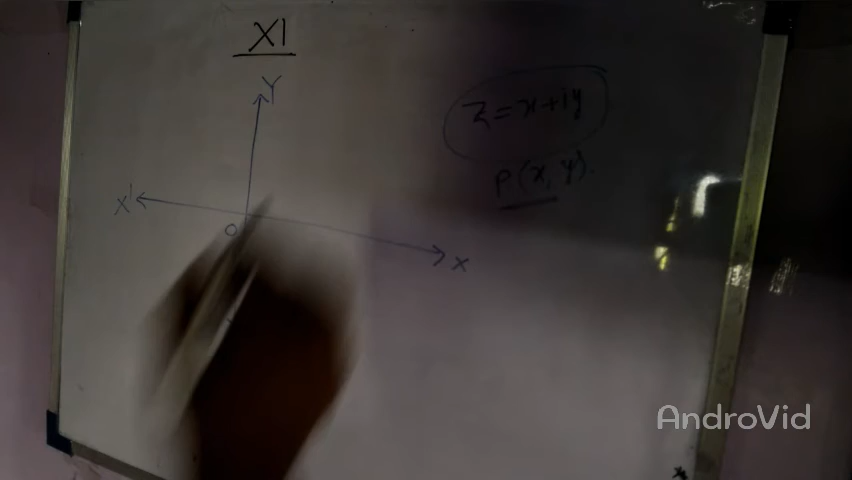 XI
Y
Z=x+iy
P(x, y).
X'
O
X
AndroVid